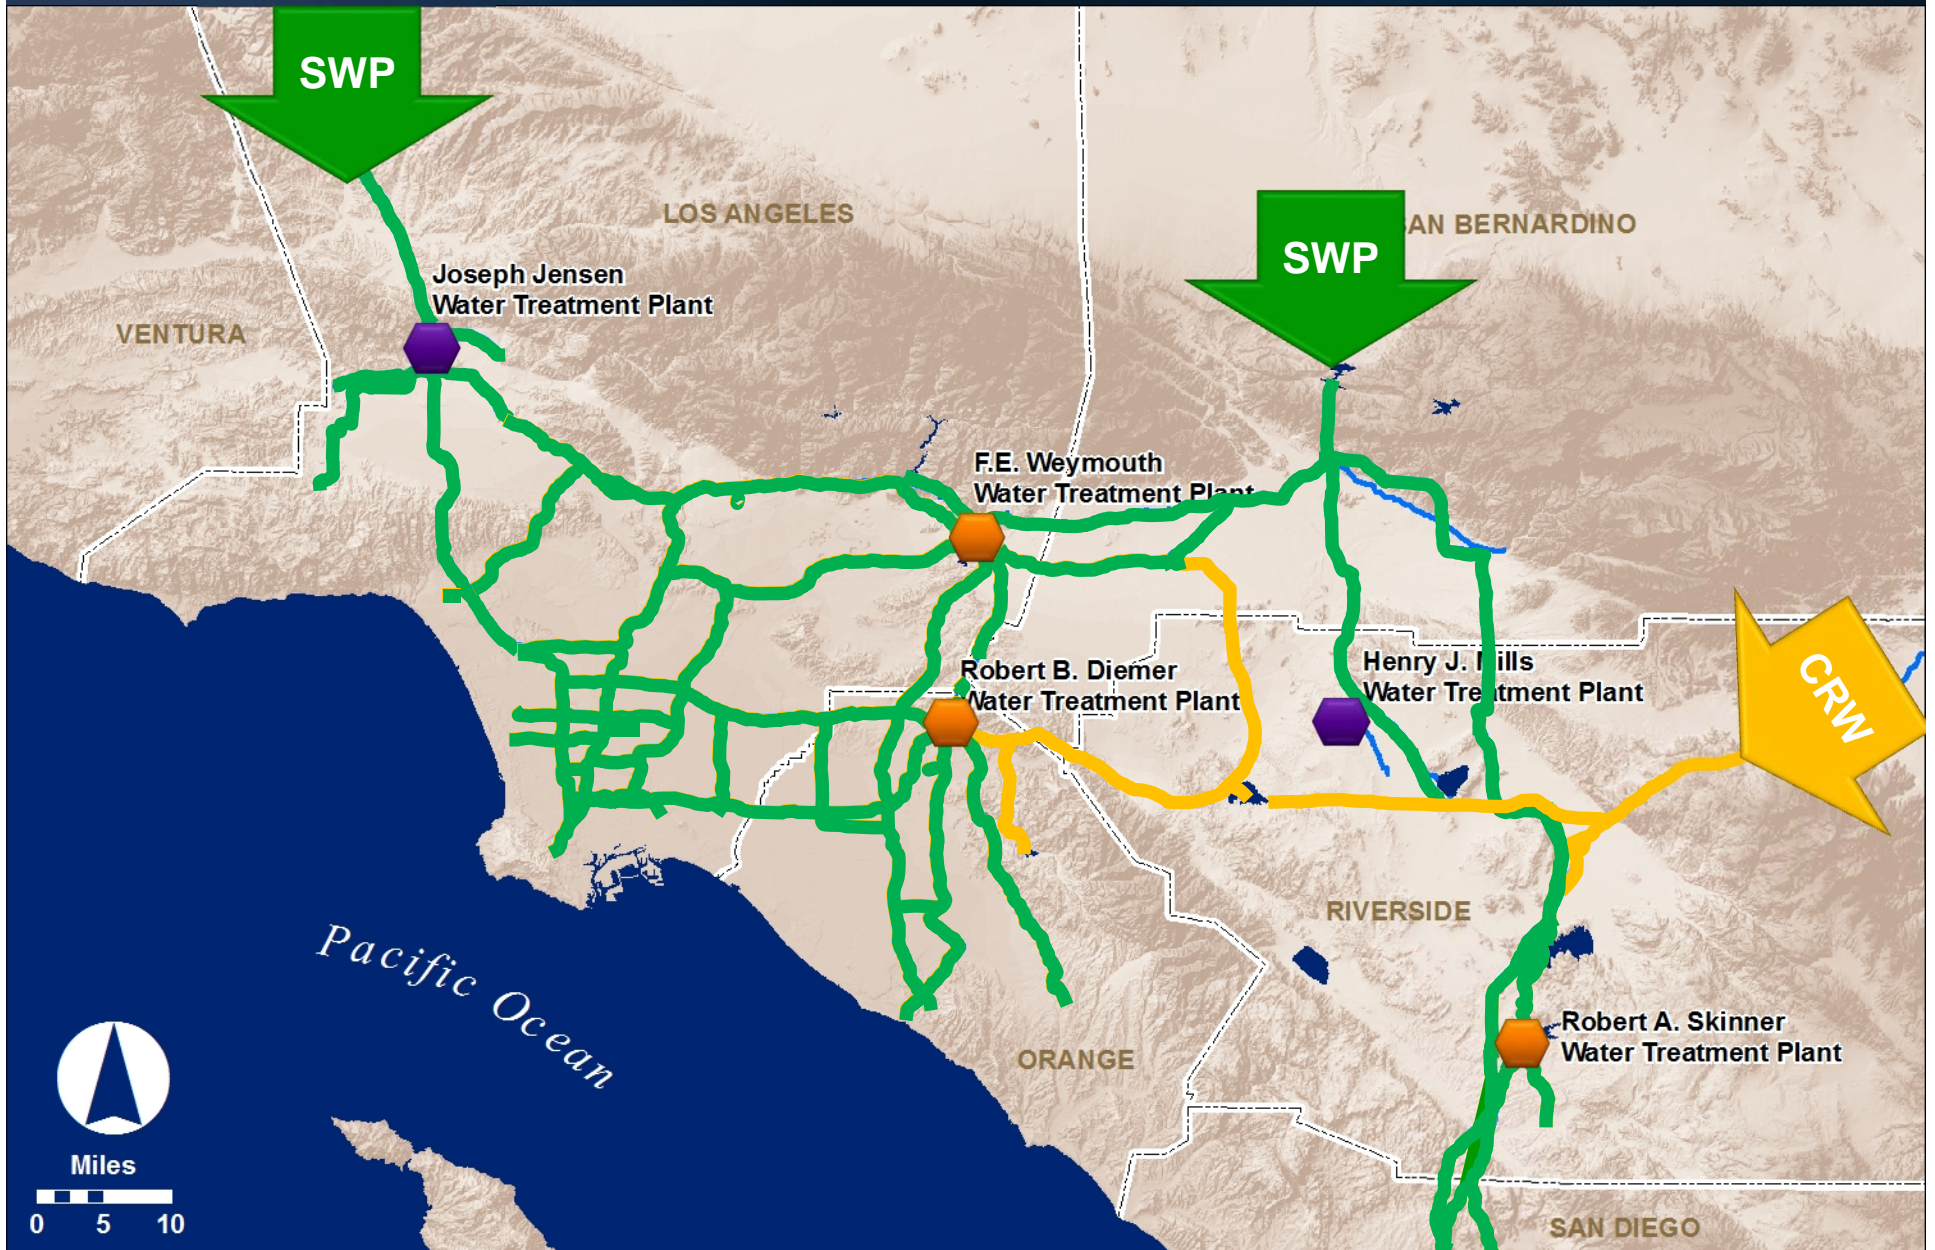 SWP
LOS ANGELES
SWP
SAN BERNARDINO
Joseph Jensen
Water Treatment Plant
VENTURA
F.E. Weymouth
Water Treatment Plant
Robert B. Diemer
Water Treatment Plant
Henry J. Mills
Water Treatment Plant
CRW
RIVERSIDE
Pacific Ocean
Robert A. Skinner
Water Treatment Plant
ORANGE
Miles
0 5 10
SAN DIEGO